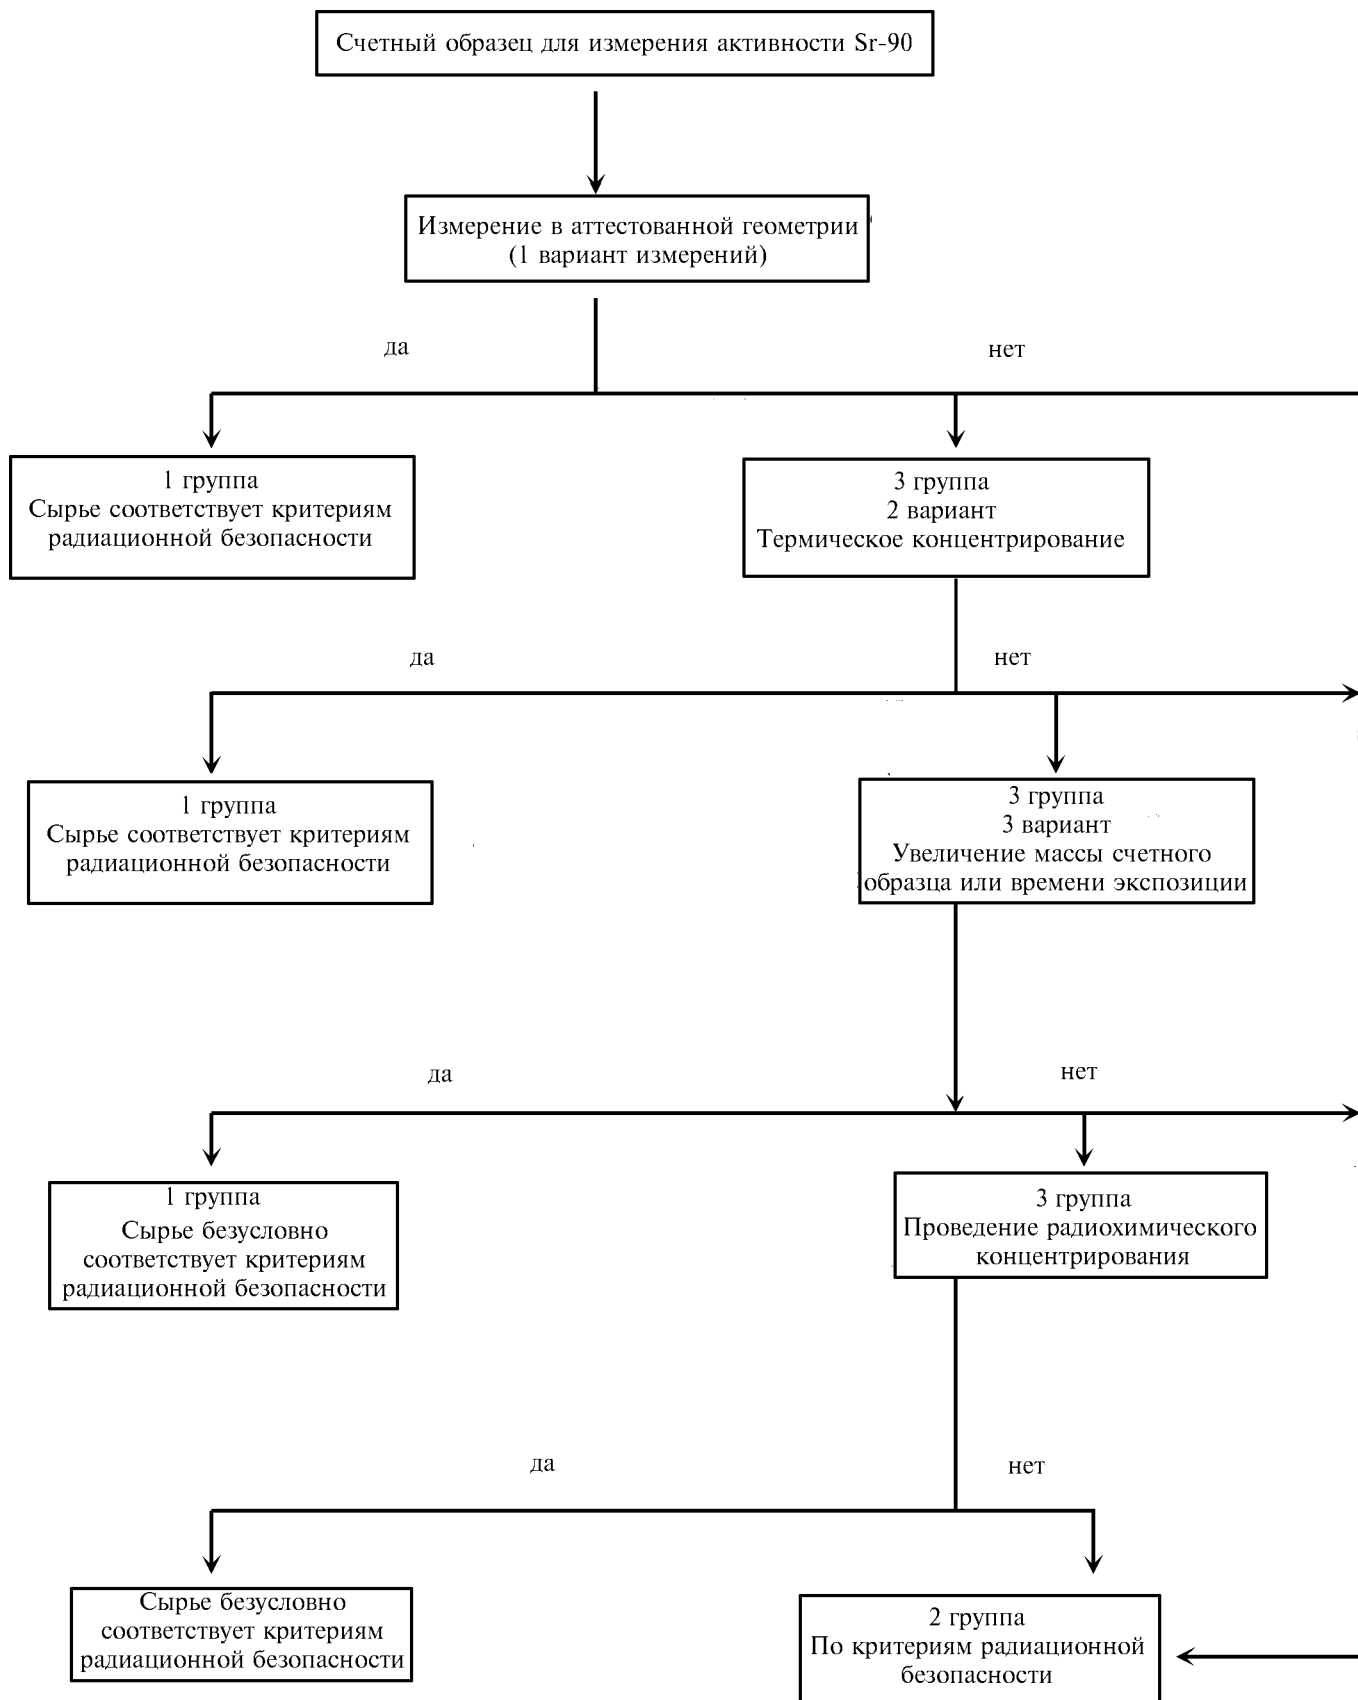 Счетный образец для измерения активности Sr-90
Измерение в аттестованной геометрии
(1 вариант измерений)
да
нет
1 группа
Сырье соответствует критериям
радиационной безопасности
3 группа
2 вариант
Термическое концентрирование
да
нет
1 группа
Сырье соответствует критериям
радиационной безопасности
3 группа
3 вариант
Увеличение массы счетного
образца или времени экспозиции
да
нет
1 группа
Сырье безусловно
соответствует критериям
радиационной безопасности
3 группа
Проведение радиохимического
концентрирования
да
нет
Сырье безусловно
соответствует критериям
радиационной безопасности
2 группа
По критериям радиационной
безопасности